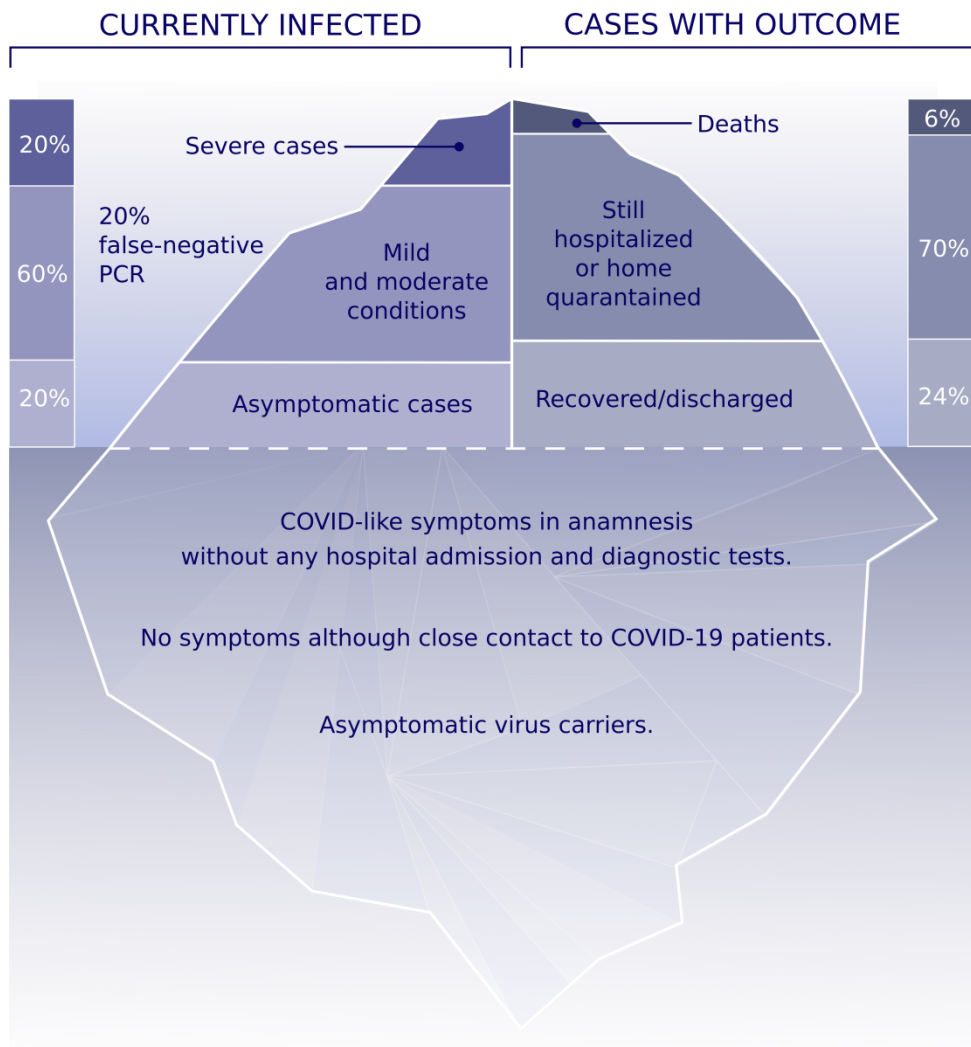 CURRENTLY INFECTED
CASES WITH OUTCOME
20%
60%
20%
20%
false-negative
PCR
Severe cases
Mild
and moderate
conditions
Asymptomatic cases
Deaths
Still
hospitalized
or home
quarantained
Recovered/discharged
6%
70%
24%
COVID-like symptoms in anamnesis
without any hospital admission and diagnostic tests.
No symptoms although close contact to COVID-19 patients.
Asymptomatic virus carriers.